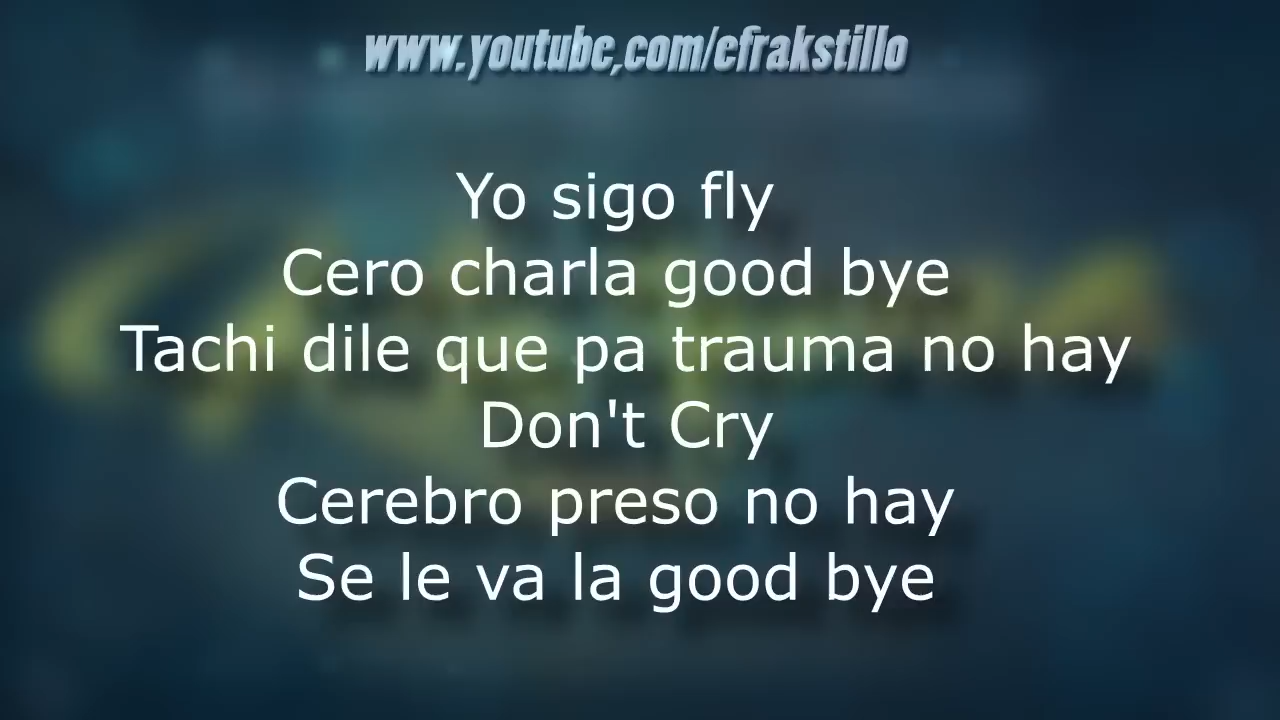 www.youtube,com/efrakstillo
Yo sigo fly
Cero charla good bye
Tachi dile que pa trauma no hay
Don't Cry
Cerebro preso no hay
Se le va la good bye